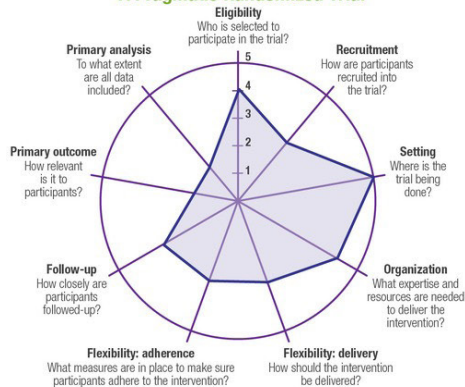 A Pragmatic Randomized Trial
Eligibility
Who is selected to
participate in the trial?
Primary analysis
To what extent
are all data
included?
Recruitment
How are participants
recruited into
the trial?
5
4
3
2
1
Primary outcome
How relevant
is it to
participants?
Setting
Where is the
trial being
done?
Follow-up
How closely are
participants
followed-up?
Organization
What expertise and
resources are needed
to deliver the
intervention?
Flexibility: adherence
What measures are in place to make sure
participants adhere to the intervention?
Flexibility: delivery
How should the intervention
be delivered?